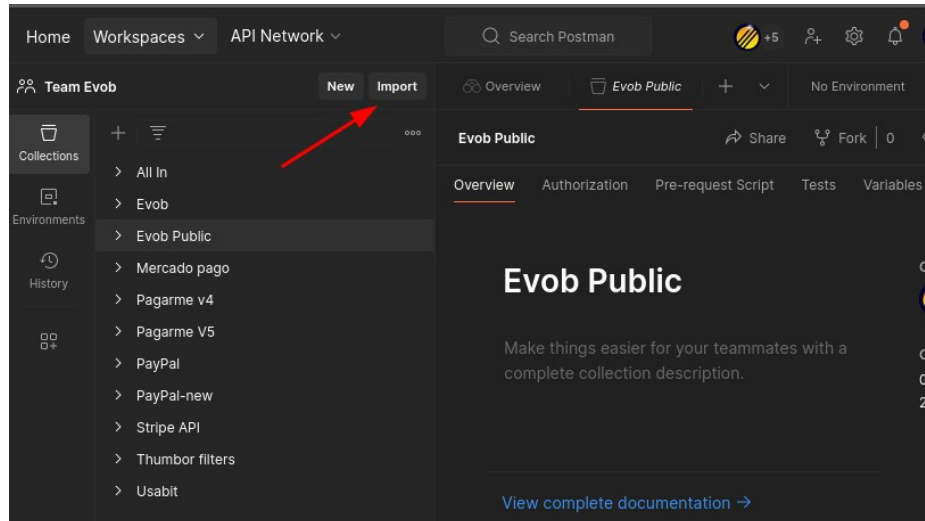 Home Workspaces API Network Search Postman +5
Team Evob New Import Overview Evob Public No Environment
Collections
Environments
History
All In
Evob
Evob Public
Mercado pago
Pagarme v4
Pagarme V5
PayPal
PayPal-new
Stripe API
Thumbor filters
Usabit
Evob Public Share Fork 0
Overview Authorization Pre-request Script Tests Variables
Evob Public
Make things easier for your teammates with a
complete collection description.
View complete documentation →